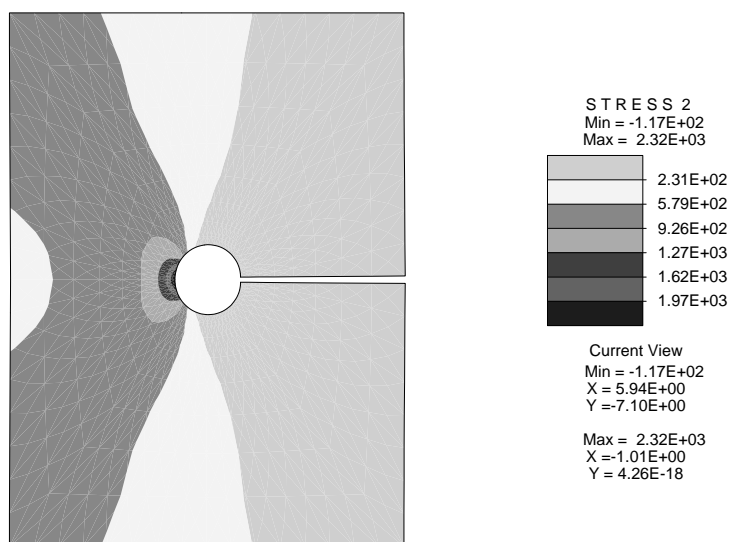 S T R E S S 2
Min = -1.17E+02
Max = 2.32E+03
2.31E+02
5.79E+02
9.26E+02
1.27E+03
1.62E+03
1.97E+03
Current View
Min = -1.17E+02
X = 5.94E+00
Y =-7.10E+00
Max = 2.32E+03
X =-1.01E+00
Y = 4.26E-18